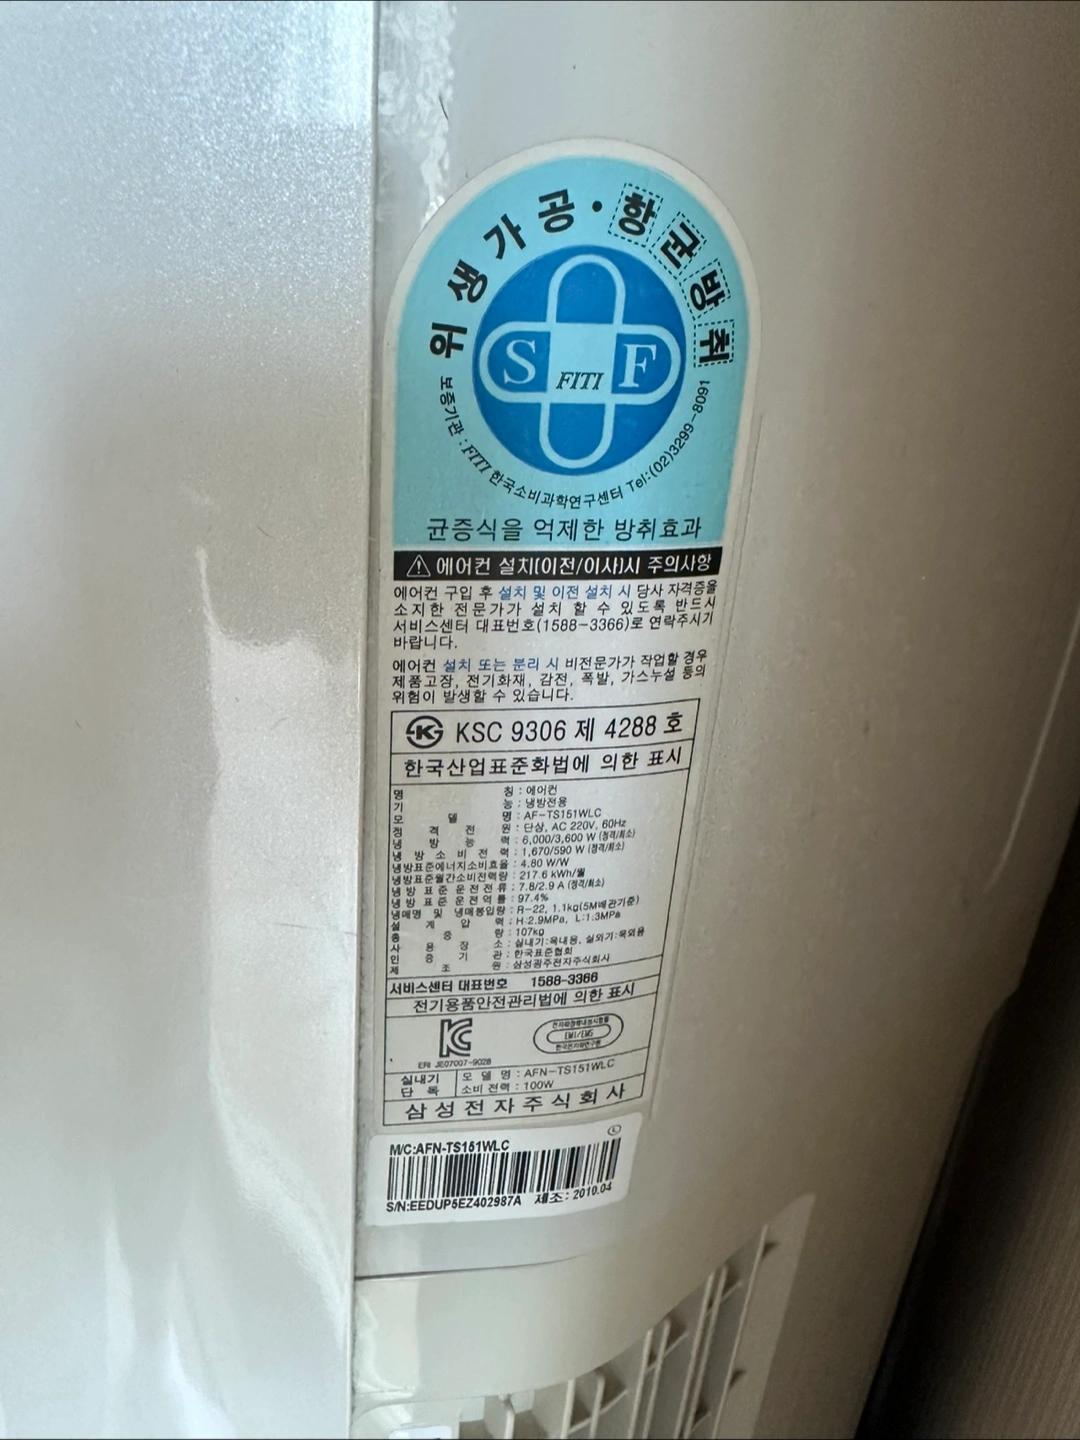 위생가공·항균방취
S FITI F
보증기관 : FITI 한국소비과학연구센터 Tel:(02)3299-8091
균증식을 억제한 방취효과
에어컨 설치(이전/이사)시 주의사항
에어컨 구입 후 설치 및 이전 설치 시 당사 자격증을
소지한 전문가가 설치 할 수 있도록 반드시
서비스센터 대표번호(1588-3366)로 연락주시기
바랍니다.
에어컨 설치 또는 분리 시 비전문가가 작업할 경우
제품고장, 전기화재, 감전, 폭발, 가스누설 등의
위험이 발생할 수 있습니다.
KSC 9306 제 4288 호
한국산업표준화법에 의한 표시
명 칭 : 에어컨
기 능 : 냉방전용
모 델 명 : AF-TS151WLC
정 격 전 원 : 단상, AC 220V, 60Hz
냉 방 능 력 : 6,000/3,600 W (정격/최소)
냉 방 소 비 전 력 : 1,670/590 W (정격/최소)
냉방표준에너지소비효율 : 4.80 W/W
냉방표준월간소비전력량 : 217.6 kWh/월
냉 방 표 준 운 전 전 류 : 7.8/2.9 A (정격/최소)
냉 방 표 준 운 전 역 률 : 97.4%
냉매명 및 냉매봉입량 : R-22, 1.1kg(5M배관기준)
설 계 압 력 : H:2.9MPa, L:1.3MPa
총 중 량 : 107kg
사 용 장 소 : 실내기:옥내용, 실외기:옥외용
인 증 기 관 : 한국표준협회
제 조 원 : 삼성광주전자주식회사
서비스센터 대표번호 1588-3366
전기용품안전관리법에 의한 표시
ERI JE07007-9028
EMI/EMS
실내기 단 독
모 델 명 : AFN-TS151WLC
소비 전력 : 100W
삼성전자주식회사
M/C:AFN-TS151WLC
S/N:EEDUP5EZ402987A 제조: 2010.04